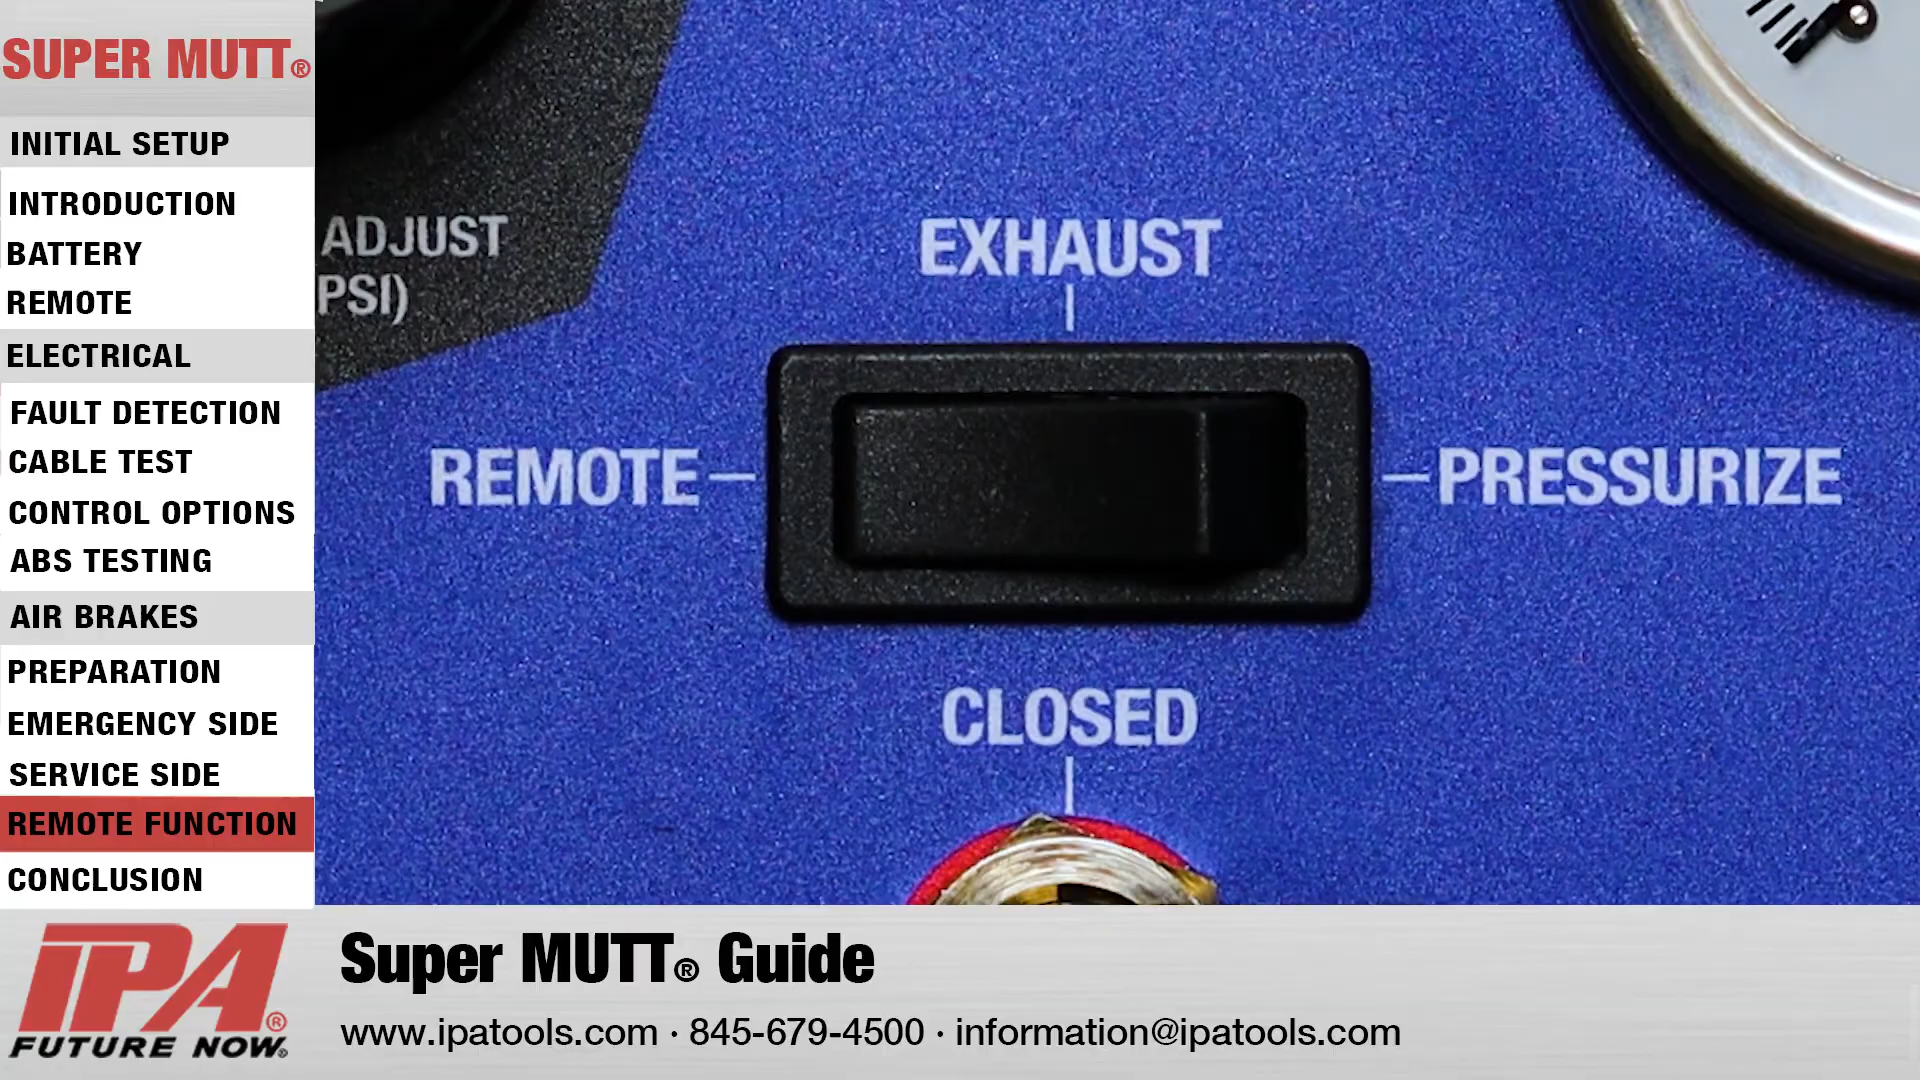 SUPER MUTT®
INITIAL SETUP
INTRODUCTION
BATTERY
REMOTE
ELECTRICAL
FAULT DETECTION
CABLE TEST
CONTROL OPTIONS
ABS TESTING
AIR BRAKES
PREPARATION
EMERGENCY SIDE
SERVICE SIDE
REMOTE FUNCTION
CONCLUSION
ADJUST
PSI)
EXHAUST
REMOTE
PRESSURIZE
CLOSED
IPA®
FUTURE NOW®
Super MUTT® Guide
www.ipatools.com · 845-679-4500 · information@ipatools.com